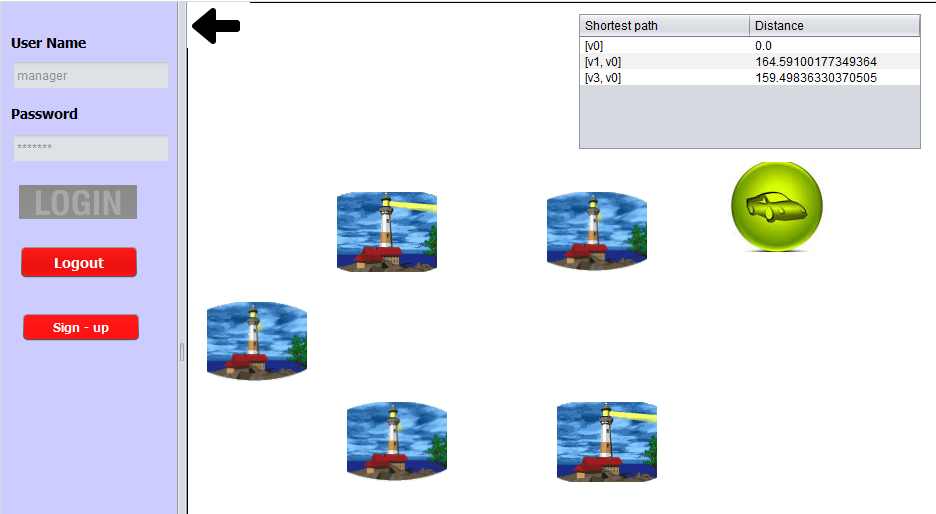 User Name
manager
Password
*******
LOGIN
Logout
Sign - up
Shortest path Distance
[v0] 0.0
[v1, v0] 164.59100177349364
[v3, v0] 159.49836330370505